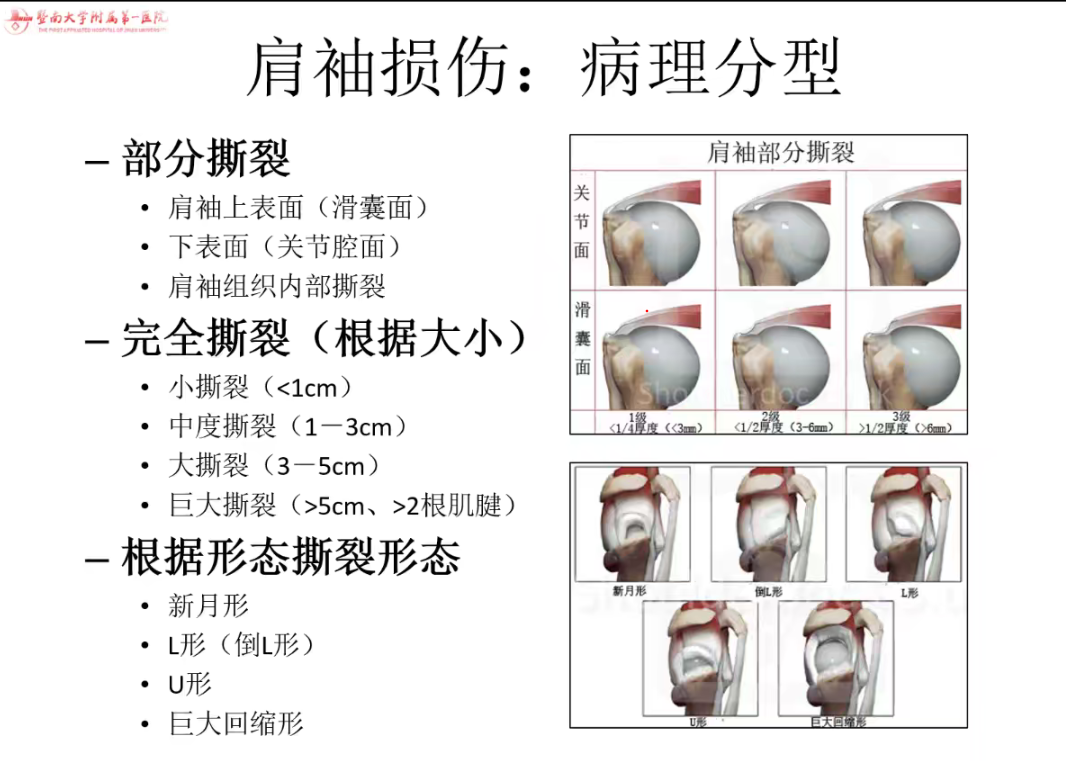 暨南大学附属第一医院
THE FIRST AFFILIATED HOSPITAL OF JINAN UNIVERSITY
肩袖损伤：病理分型
– 部分撕裂
• 肩袖上表面（滑囊面）
• 下表面（关节腔面）
• 肩袖组织内部撕裂
– 完全撕裂（根据大小）
• 小撕裂（<1cm）
• 中度撕裂（1－3cm）
• 大撕裂（3－5cm）
• 巨大撕裂（>5cm、>2根肌腱）
– 根据形态撕裂形态
• 新月形
• L形（倒L形）
• U形
• 巨大回缩形
肩袖部分撕裂
关节面
滑囊面
1级 2级 3级
<1/4厚度（<3mm） <1/2厚度（3-6mm） >1/2厚度（>6mm）
新月形 倒L形 L形
U形 巨大回缩形